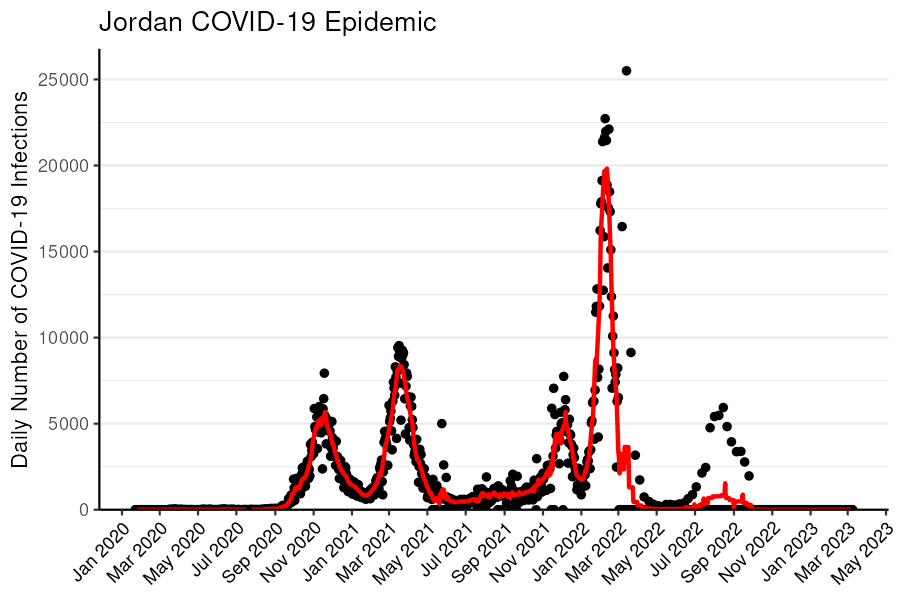 Jordan COVID-19 Epidemic
Daily Number of COVID-19 Infections
25000
20000
15000
10000
5000
0
Jan 2020
Mar 2020
May 2020
Jul 2020
Sep 2020
Nov 2020
Jan 2021
Mar 2021
May 2021
Jul 2021
Sep 2021
Nov 2021
Jan 2022
Mar 2022
May 2022
Jul 2022
Sep 2022
Nov 2022
Jan 2023
Mar 2023
May 2023